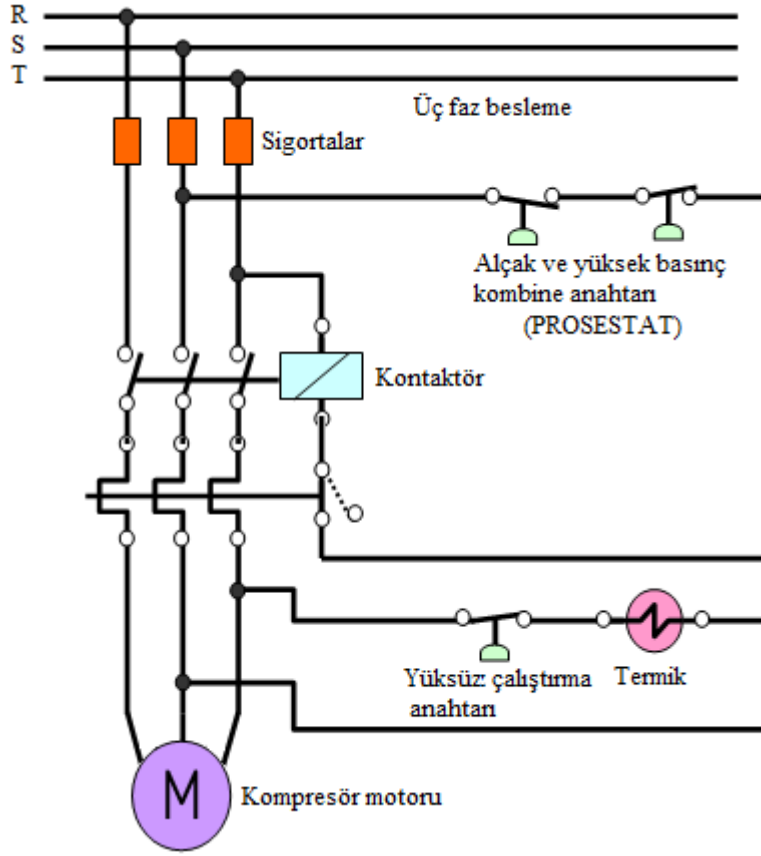 R
S
T
Üç faz besleme
Sigortalar
Alçak ve yüksek basınç
kombine anahtarı
(PROSESTAT)
Kontaktör
Yüksüz çalıştırma
anahtarı
Termik
M
Kompresör motoru